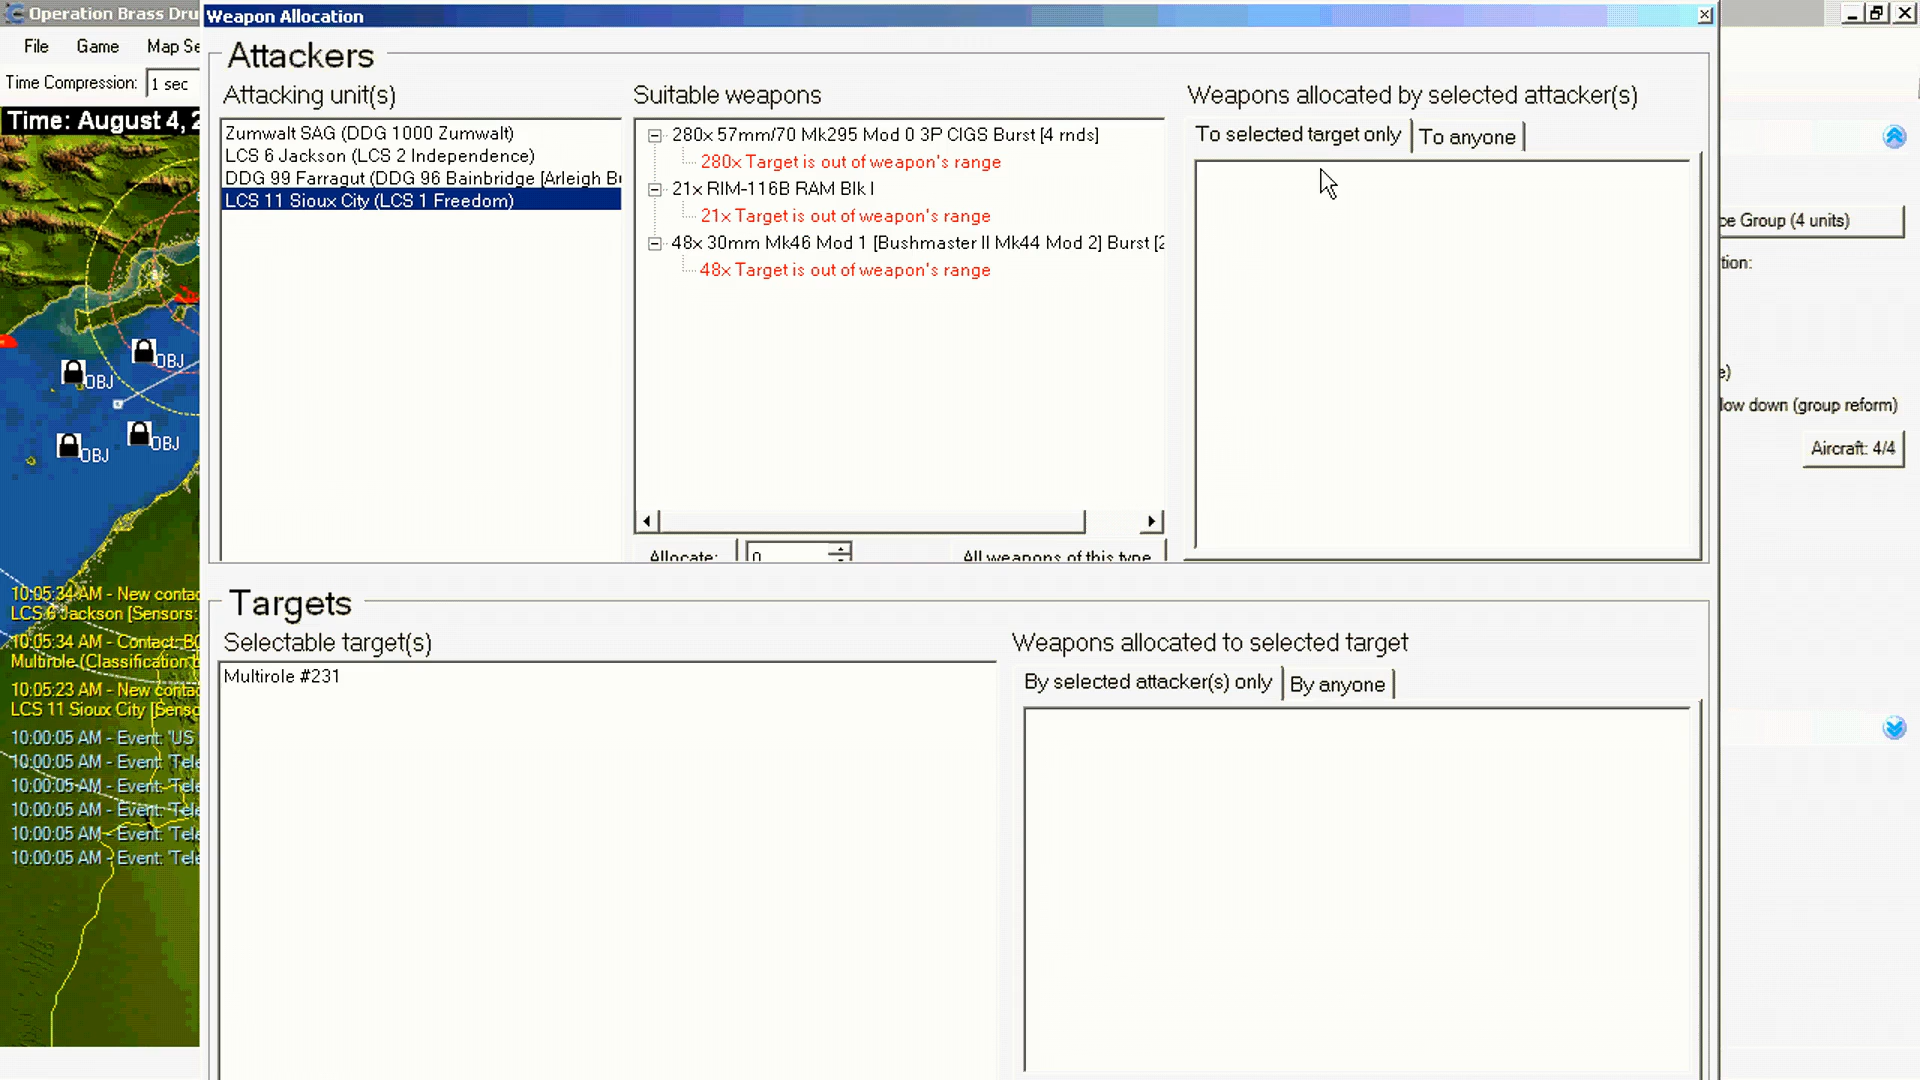 Operation Brass Dru
Weapon Allocation
File Game Map Se
Time Compression: 1 sec
Time: August 4, 2
Attackers
Attacking unit(s)
Zumwalt SAG (DDG 1000 Zumwalt)
LCS 6 Jackson (LCS 2 Independence)
DDG 99 Farragut (DDG 96 Bainbridge [Arleigh Bu
LCS 11 Sioux City (LCS 1 Freedom)
Suitable weapons
280x 57mm/70 Mk295 Mod 0 3P CIGS Burst [4 rnds]
280x Target is out of weapon's range
21x RIM-116B RAM Blk I
21x Target is out of weapon's range
48x 30mm Mk46 Mod 1 [Bushmaster II Mk44 Mod 2] Burst [2
48x Target is out of weapon's range
Allocate: 0 All weapons of this type
Weapons allocated by selected attacker(s)
To selected target only To anyone
ce Group (4 units)
tion:
e)
low down (group reform)
Aircraft: 4/4
OBJ
OBJ
OBJ
OBJ
Targets
Selectable target(s)
Multirole #231
Weapons allocated to selected target
By selected attacker(s) only By anyone
10:05:34 AM - New contac
LCS 6 Jackson [Sensors:
10:05:34 AM - Contact: BO
Multirole (Classification b
10:05:23 AM - New contac
LCS 11 Sioux City [Senso
10:00:05 AM - Event: 'US
10:00:05 AM - Event: 'Tele
10:00:05 AM - Event: 'Tele
10:00:05 AM - Event: 'Tele
10:00:05 AM - Event: 'Tele
10:00:05 AM - Event: 'Tele